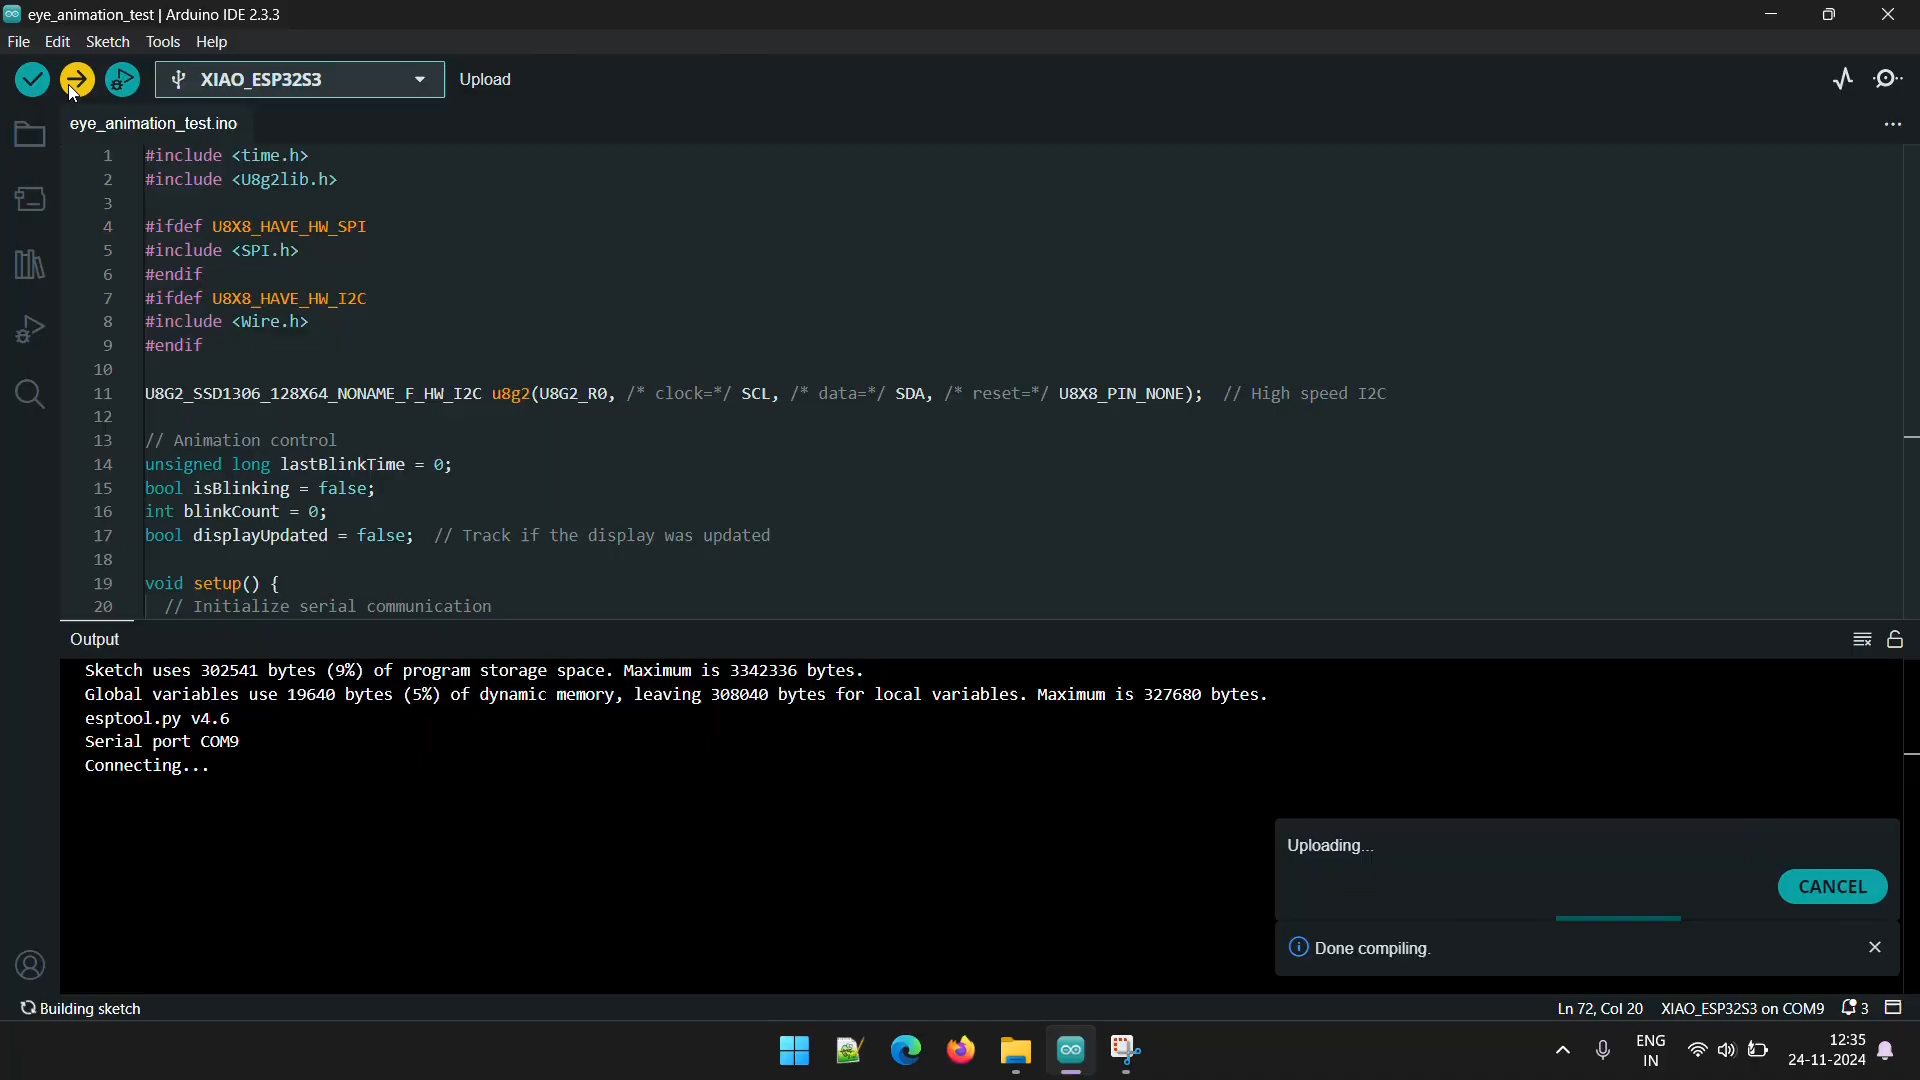 eye_animation_test | Arduino IDE 2.3.3
File Edit Sketch Tools Help
XIAO_ESP32S3 Upload
eye_animation_test.ino
1 #include <time.h>
2 #include <U8g2lib.h>
3
4 #ifdef U8X8_HAVE_HW_SPI
5 #include <SPI.h>
6 #endif
7 #ifdef U8X8_HAVE_HW_I2C
8 #include <Wire.h>
9 #endif
10
11 U8G2_SSD1306_128X64_NONAME_F_HW_I2C u8g2(U8G2_R0, /* clock=*/ SCL, /* data=*/ SDA, /* reset=*/ U8X8_PIN_NONE); // High speed I2C
12
13 // Animation control
14 unsigned long lastBlinkTime = 0;
15 bool isBlinking = false;
16 int blinkCount = 0;
17 bool displayUpdated = false; // Track if the display was updated
18
19 void setup() {
20 // Initialize serial communication
Output
Sketch uses 302541 bytes (9%) of program storage space. Maximum is 3342336 bytes.
Global variables use 19640 bytes (5%) of dynamic memory, leaving 308040 bytes for local variables. Maximum is 327680 bytes.
esptool.py v4.6
Serial port COM9
Connecting...
Uploading...
CANCEL
Done compiling.
Building sketch
Ln 72, Col 20 XIAO_ESP32S3 on COM9 3
ENG
IN
12:35
24-11-2024